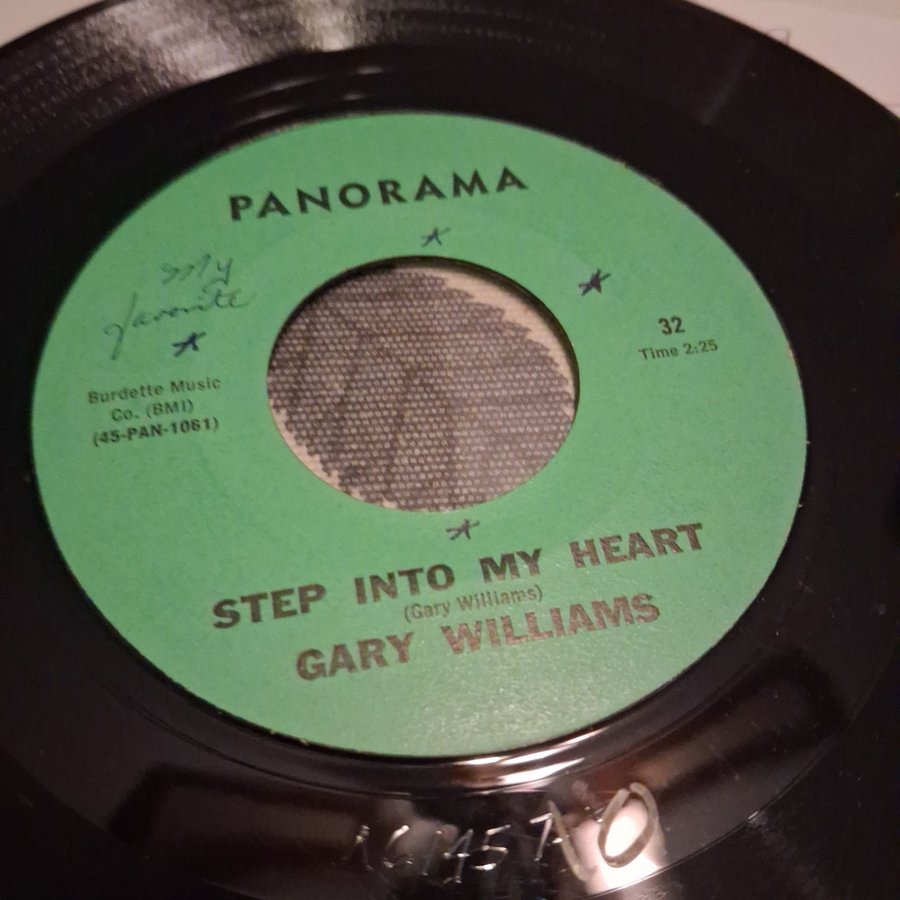 PANORAMA
My
favorite
Burdette Music
Co. (BMI)
(45-PAN-1061)
32
Time 2:25
STEP INTO MY HEART
(Gary Williams)
GARY WILLIAMS